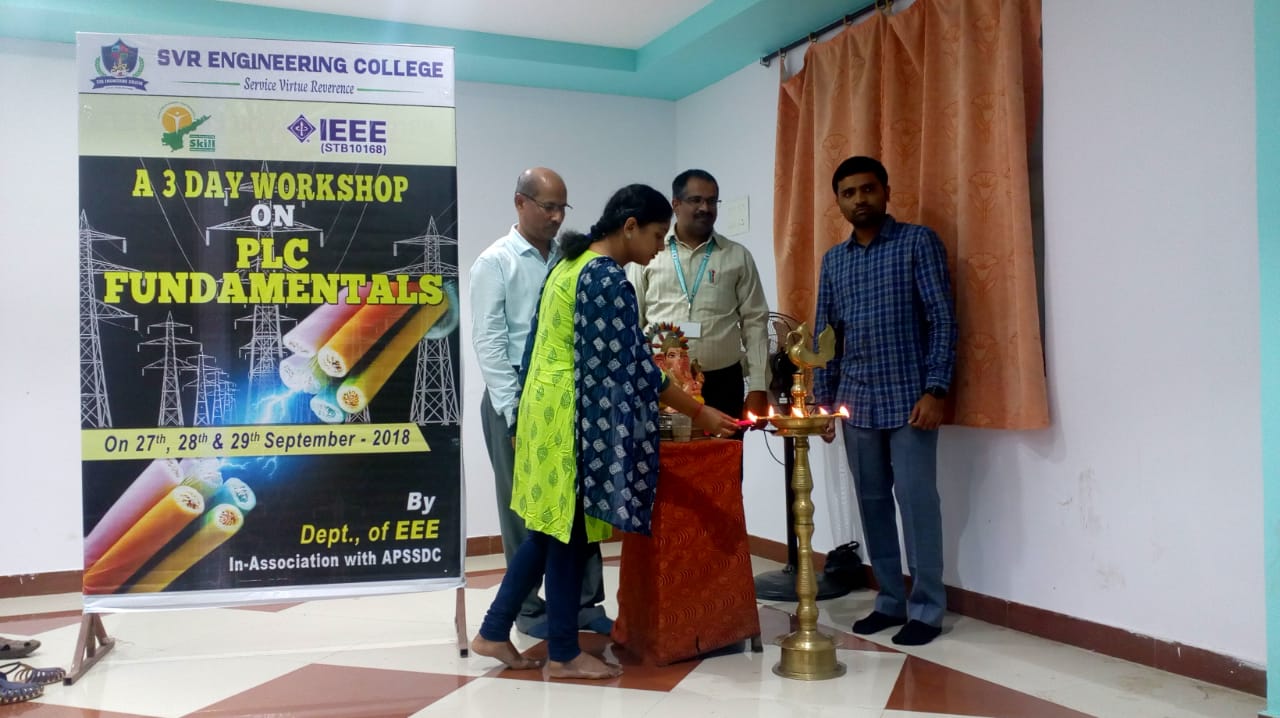 SVR ENGINEERING COLLEGE
Service Virtue Reverence
Skill
IEEE
(STB10168)
A 3 DAY WORKSHOP
ON
PLC
FUNDAMENTALS
On 27th, 28th & 29th September - 2018
By
Dept., of EEE
In-Association with APSSDC